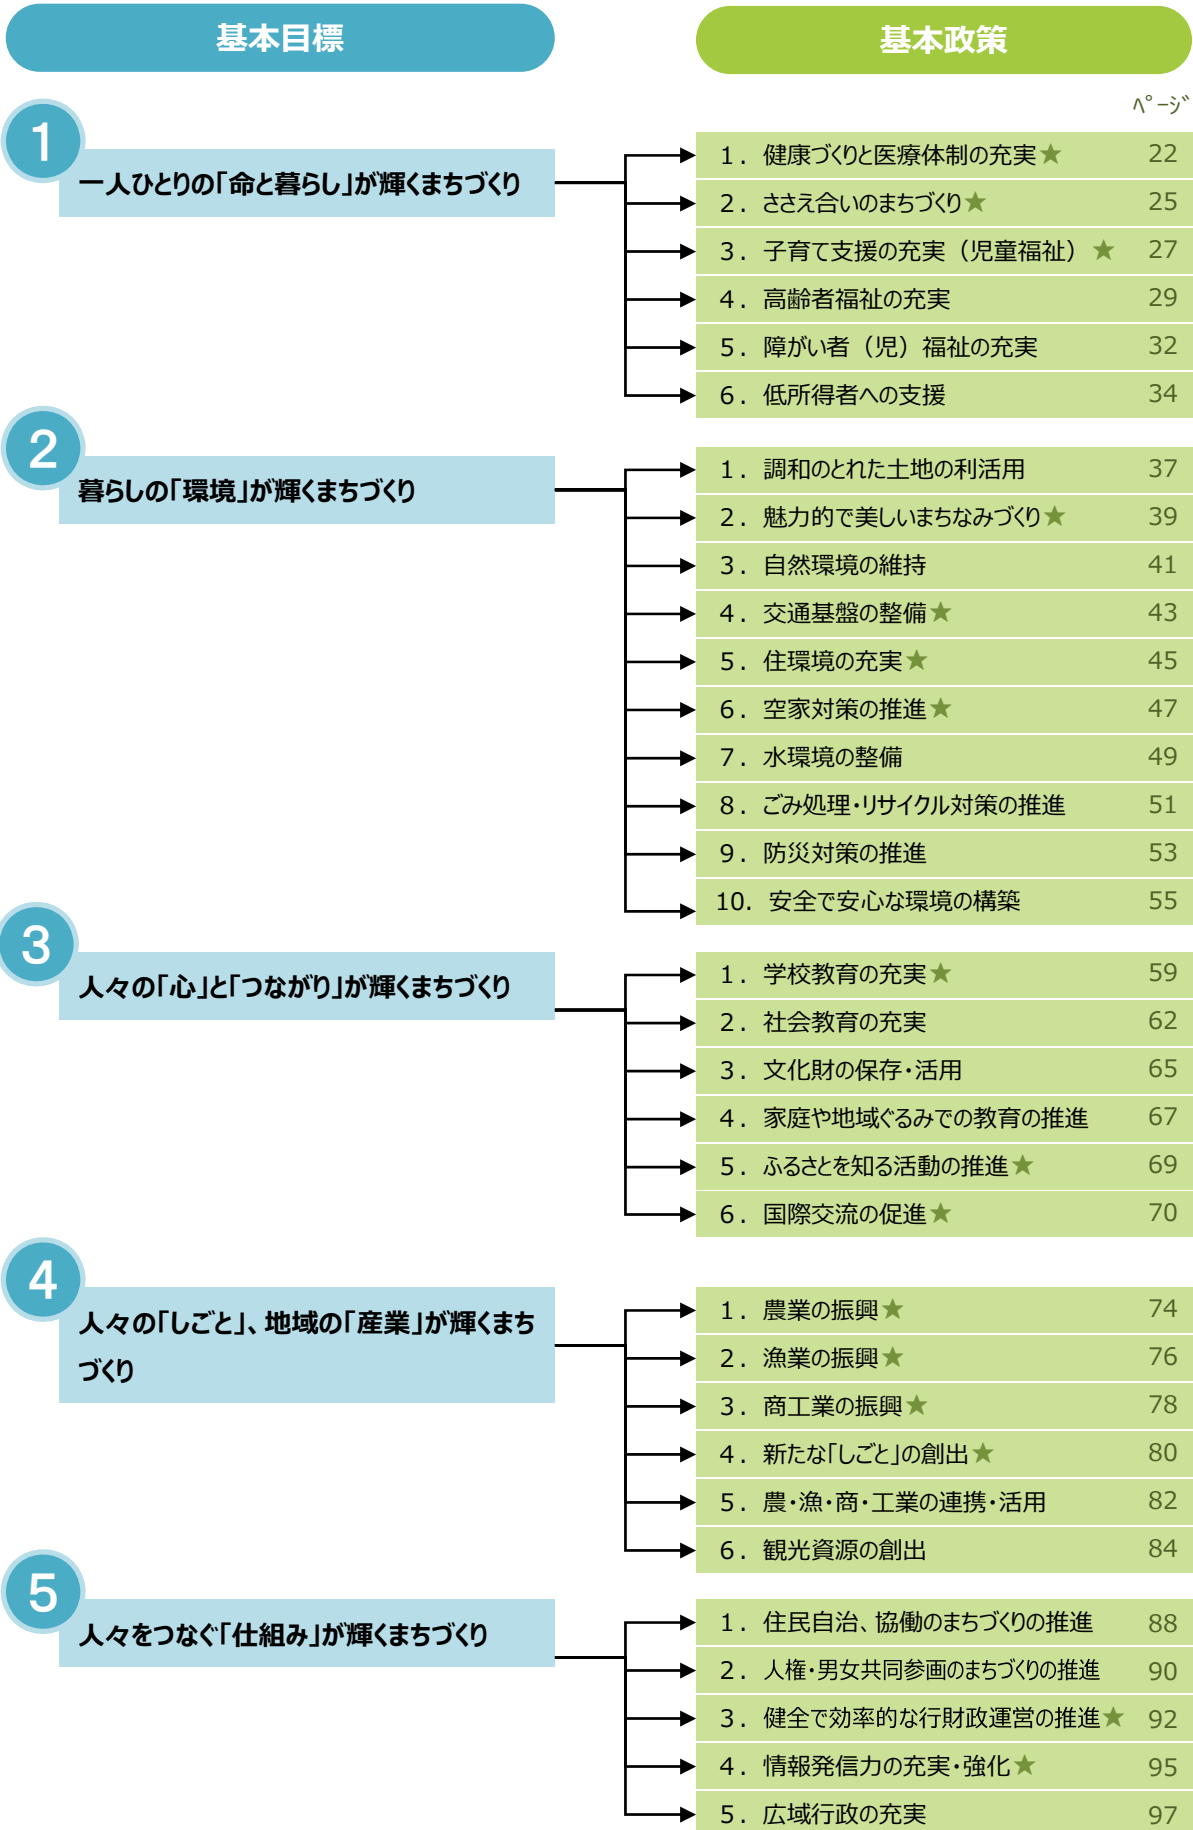 基本目標
基本政策
ページ
1
一人ひとりの「命と暮らし」が輝くまちづくり
1．健康づくりと医療体制の充実★ 22
2．ささえ合いのまちづくり★ 25
3．子育て支援の充実（児童福祉）★ 27
4．高齢者福祉の充実 29
5．障がい者（児）福祉の充実 32
6．低所得者への支援 34
2
暮らしの「環境」が輝くまちづくり
1．調和のとれた土地の利活用 37
2．魅力的で美しいまちなみづくり★ 39
3．自然環境の維持 41
4．交通基盤の整備★ 43
5．住環境の充実★ 45
6．空家対策の推進★ 47
7．水環境の整備 49
8．ごみ処理・リサイクル対策の推進 51
9．防災対策の推進 53
10．安全で安心な環境の構築 55
3
人々の「心」と「つながり」が輝くまちづくり
1．学校教育の充実★ 59
2．社会教育の充実 62
3．文化財の保存・活用 65
4．家庭や地域ぐるみでの教育の推進 67
5．ふるさとを知る活動の推進★ 69
6．国際交流の促進★ 70
4
人々の「しごと」、地域の「産業」が輝くまち
づくり
1．農業の振興★ 74
2．漁業の振興★ 76
3．商工業の振興★ 78
4．新たな「しごと」の創出★ 80
5．農・漁・商・工業の連携・活用 82
6．観光資源の創出 84
5
人々をつなぐ「仕組み」が輝くまちづくり
1．住民自治、協働のまちづくりの推進 88
2．人権・男女共同参画のまちづくりの推進 90
3．健全で効率的な行財政運営の推進★ 92
4．情報発信力の充実・強化★ 95
5．広域行政の充実 97